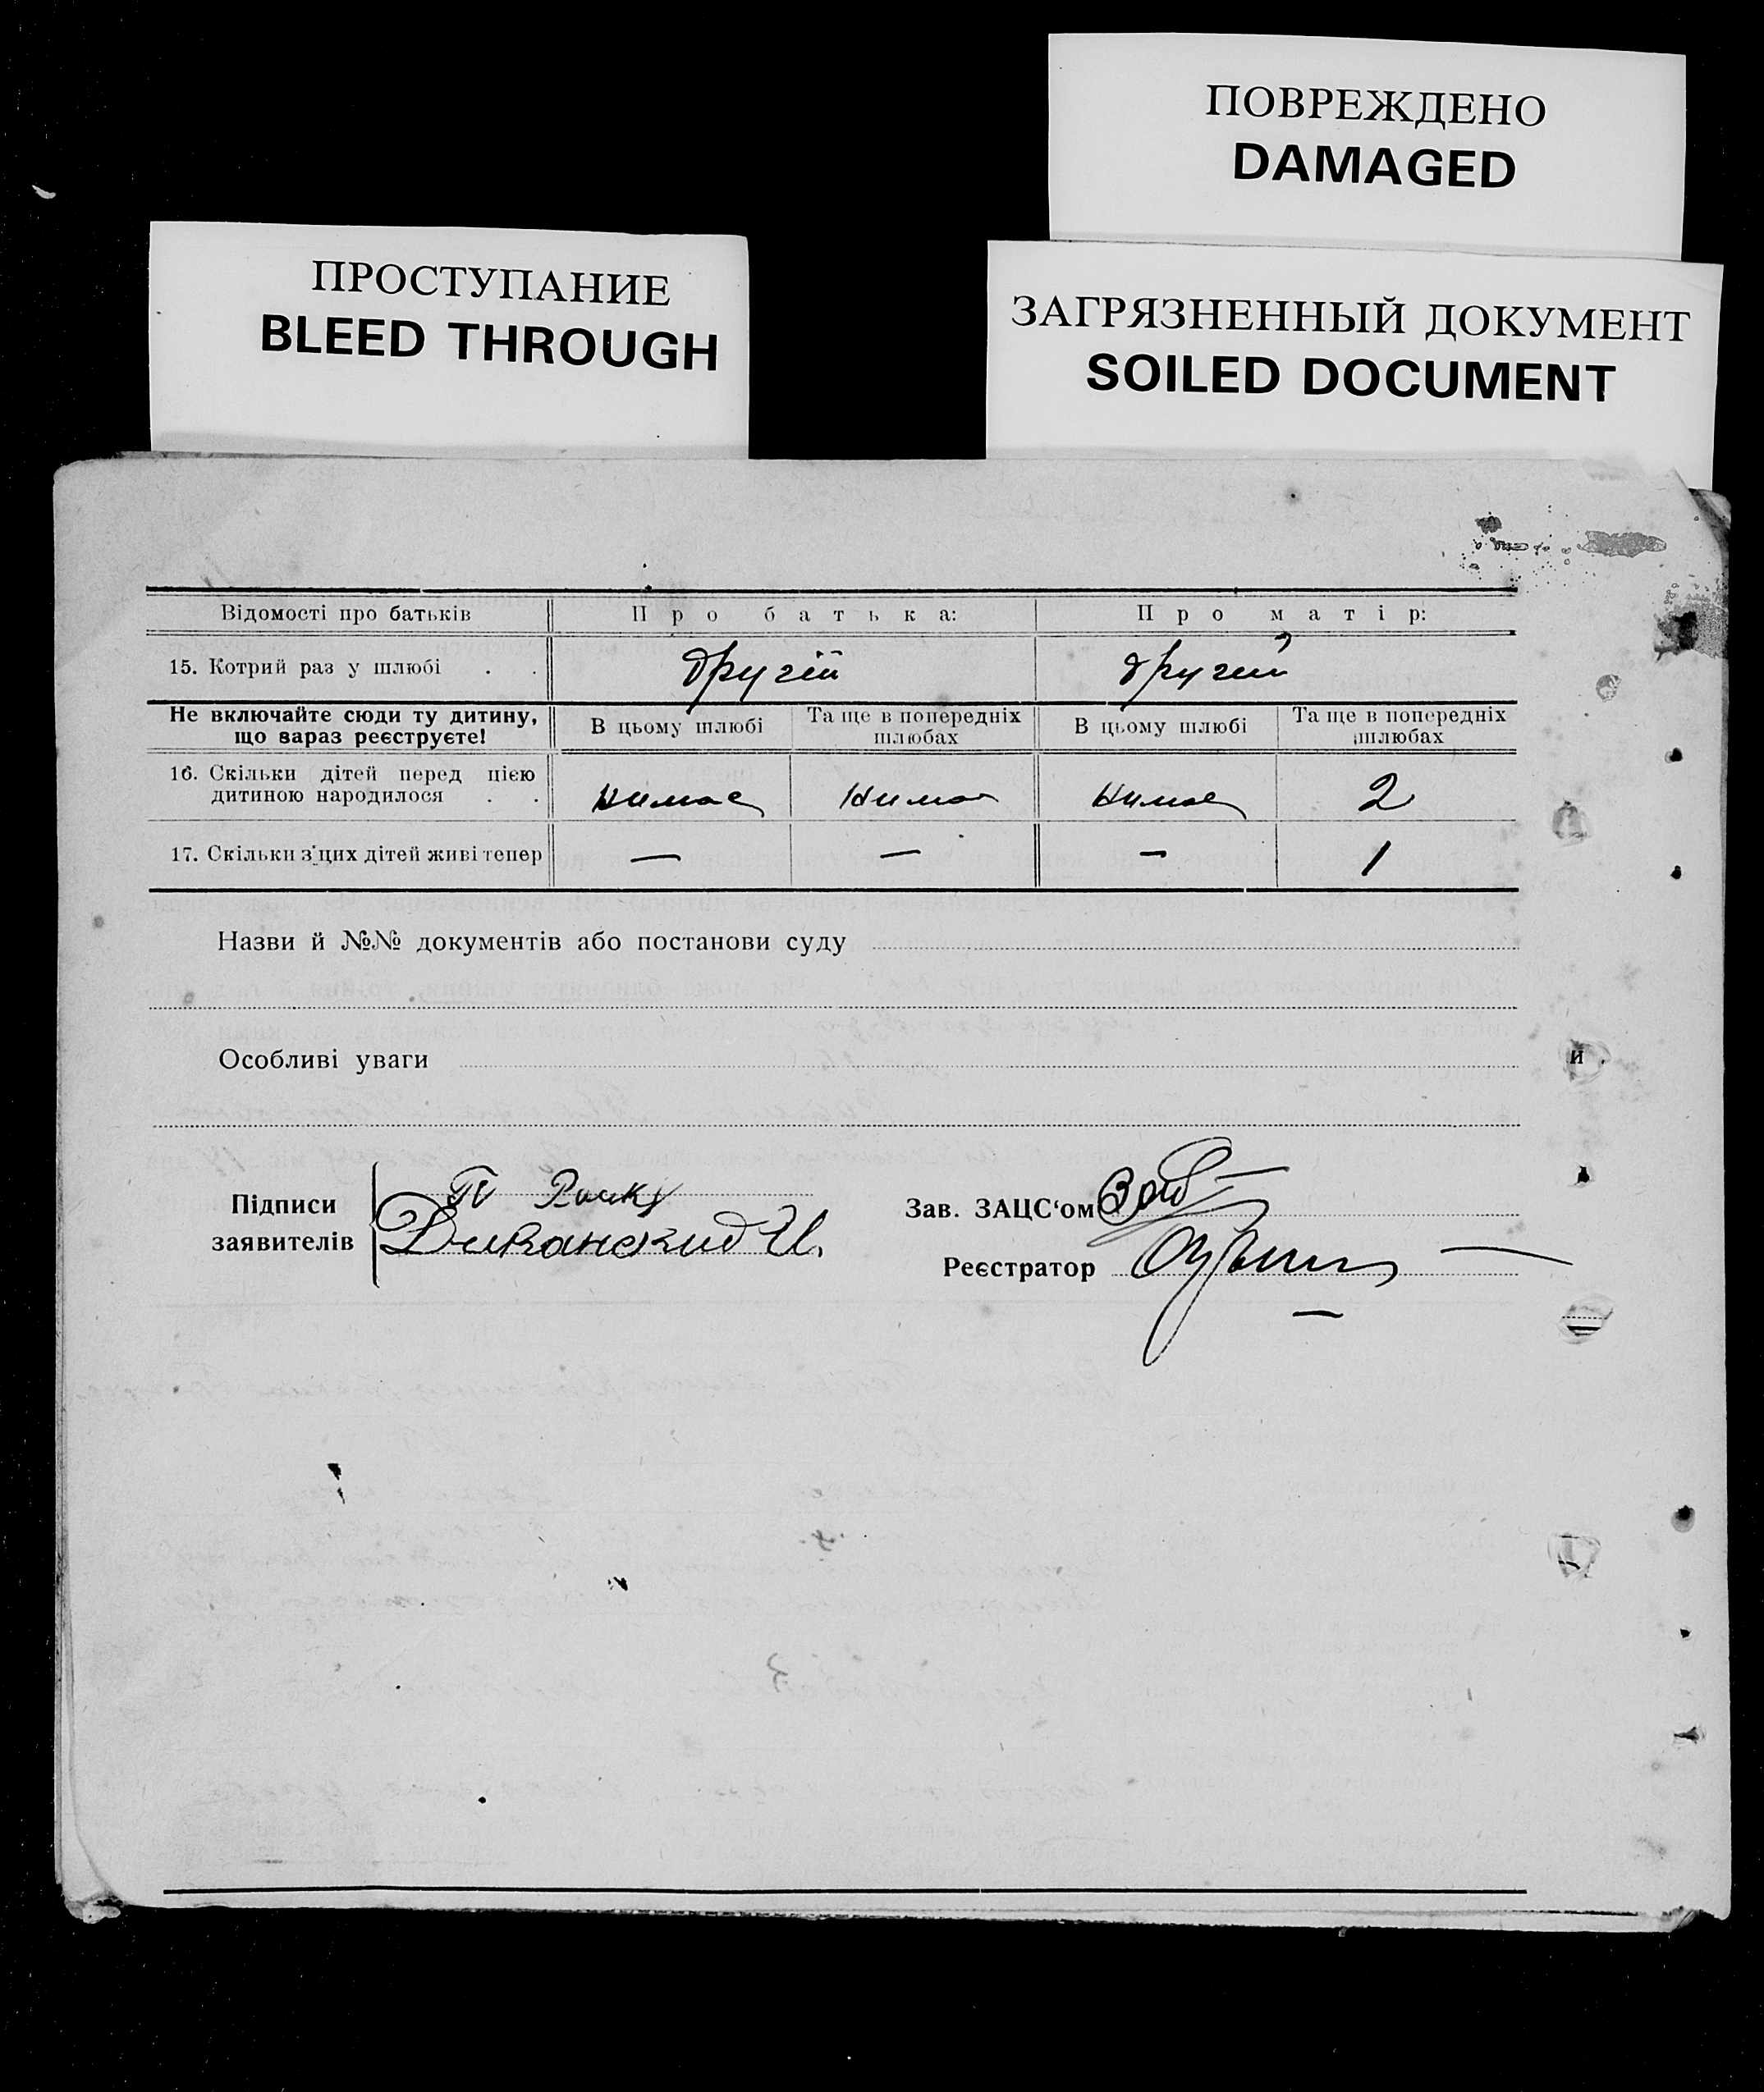 ПОВРЕЖДЕНО
DAMAGED
ПРОСТУПАНИЕ
BLEED THROUGH
ЗАГРЯЗНЕННЫЙ ДОКУМЕНТ
SOILED DOCUMENT
Відомості про батьків Про батька: Про матір:
15. Котрий раз у шлюбі . . другій другий
Не включайте сюди ту дитину, що вараз реєструєте! В цьому шлюбі Та ще в попередніх шлюбах В цьому шлюбі Та ще в попередніх шлюбах
16. Скільки дітей перед цією
дитиною народилося . . нимає нима нимає 2
17. Скільки з'цих дітей живі тепер — — — 1
Назви й №№ документів або постанови суду
Особливі уваги
Підписи
заявителів
Диканский И.
Зав. ЗАЦС'ом
Реєстратор
и